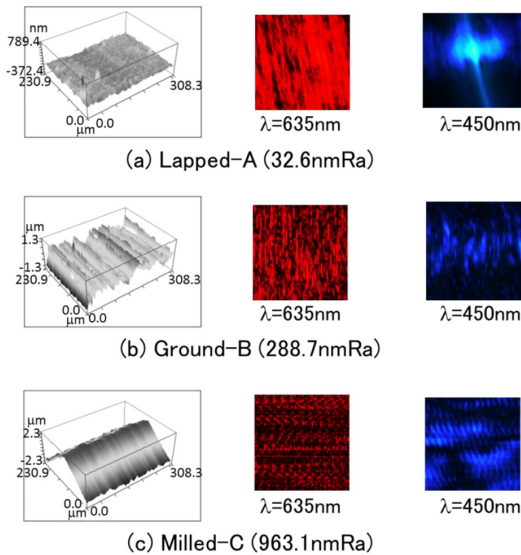 nm
789.4
-372.4
230.9
0.0
μm 0.0
308.3
λ=635nm
λ=450nm
(a) Lapped-A (32.6nmRa)
μm
1.3
-1.3
230.9
0.0
μm 0.0
308.3
λ=635nm
λ=450nm
(b) Ground-B (288.7nmRa)
μm
2.3
-2.3
230.9
0.0
μm 0.0
308.3
λ=635nm
λ=450nm
(c) Milled-C (963.1nmRa)